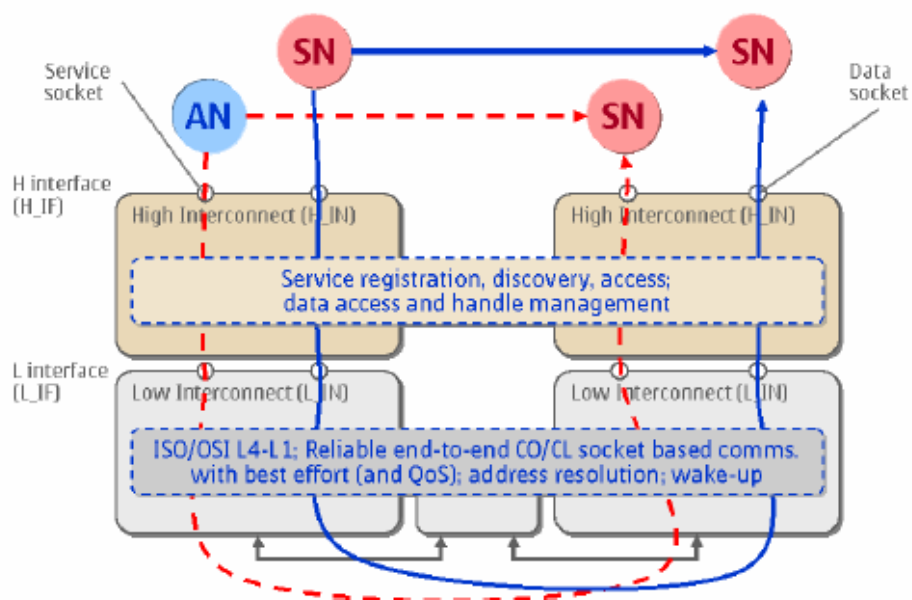 SN
SN
Service
socket
Data
socket
AN
SN
H interface
(H_IF)
High Interconnect (H_IN)
High Interconnect (H_IN)
Service registration, discovery, access;
data access and handle management
L interface
(L_IF)
Low Interconnect (L_IN)
Low Interconnect (L_IN)
ISO/OSI L4-L1; Reliable end-to-end CO/CL socket based comms.
with best effort (and QoS); address resolution; wake-up